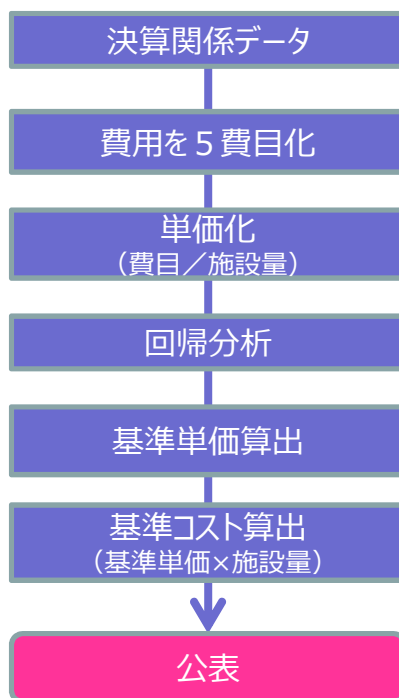 決算関係データ
費用を５費目化
単価化
（費目／施設量）
回帰分析
基準単価算出
基準コスト算出
（基準単価×施設量）
公表